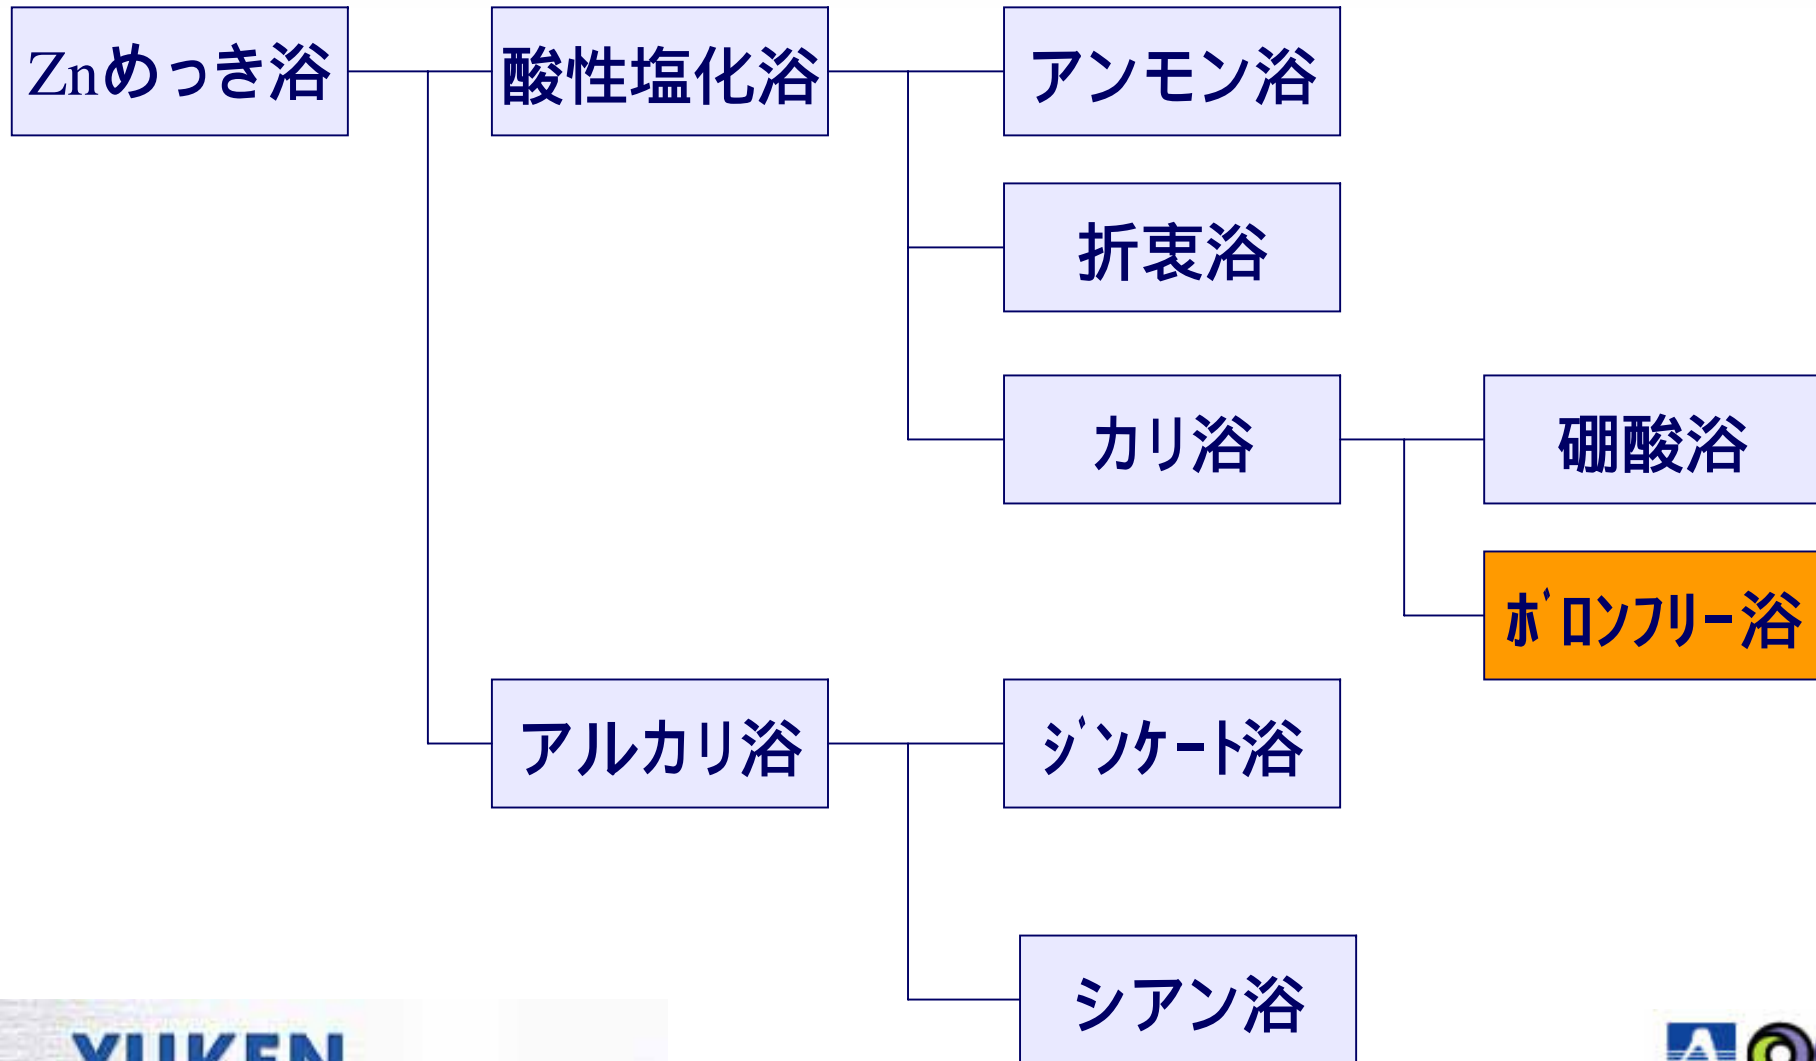 Znめっき浴
酸性塩化浴
アンモン浴
折衷浴
カリ浴
硼酸浴
ﾎﾞﾛﾝﾌﾘｰ浴
アルカリ浴
ｼﾞﾝｹｰﾄ浴
シアン浴
YUKEN